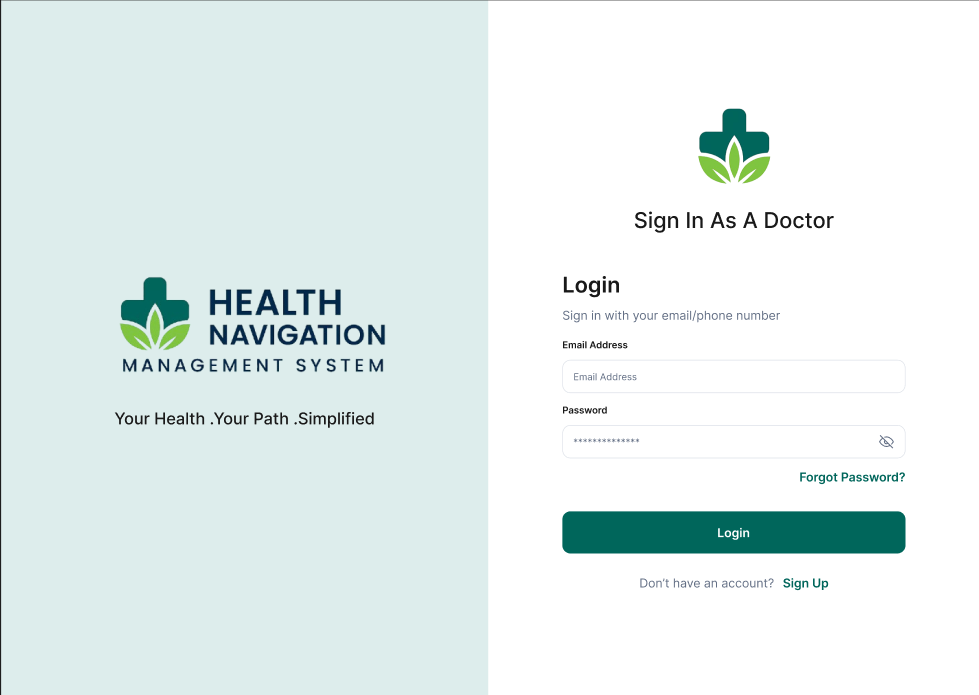 HEALTH
NAVIGATION
MANAGEMENT SYSTEM
Your Health .Your Path .Simplified
Sign In As A Doctor
Login
Sign in with your email/phone number
Email Address
Email Address
Password
**************
Forgot Password?
Login
Don't have an account? Sign Up